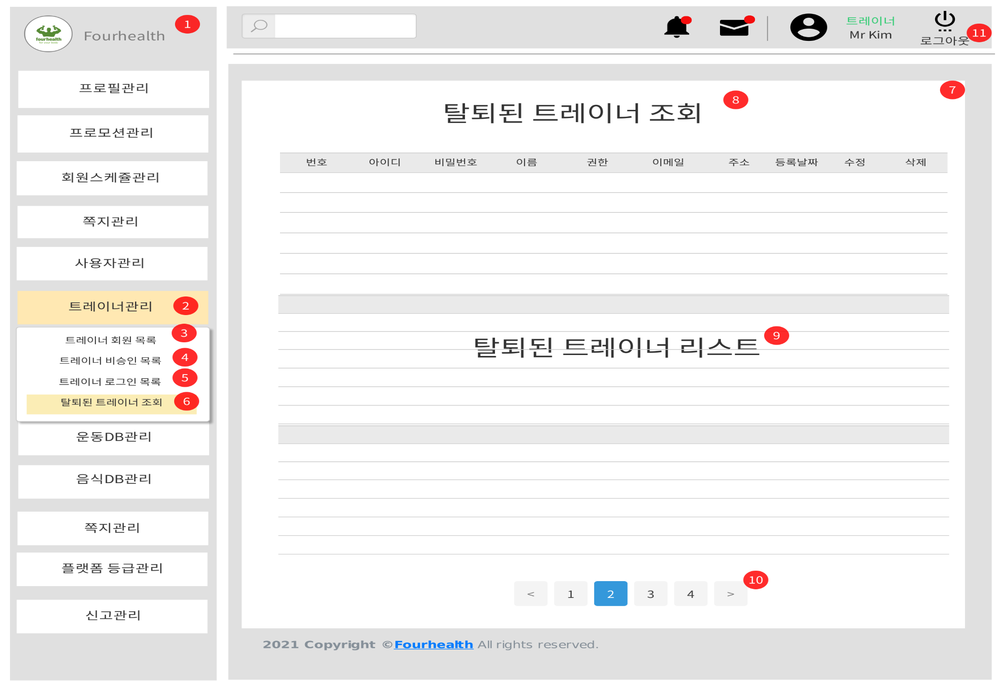 fourhealth
for your body
Fourhealth
1
프로필관리
프로모션관리
회원스케쥴관리
쪽지관리
사용자관리
트레이너관리
2
트레이너 회원 목록
3
트레이너 비승인 목록
4
트레이너 로그인 목록
5
탈퇴된 트레이너 조회
6
운동DB관리
음식DB관리
쪽지관리
플랫폼 등급관리
신고관리
트레이너
Mr Kim
로그아웃
11
7
탈퇴된 트레이너 조회
8
번호 아이디 비밀번호 이름 권한 이메일 주소 등록날짜 수정 삭제
탈퇴된 트레이너 리스트
9
< 1 2 3 4 >
10
2021 Copyright ©Fourhealth All rights reserved.